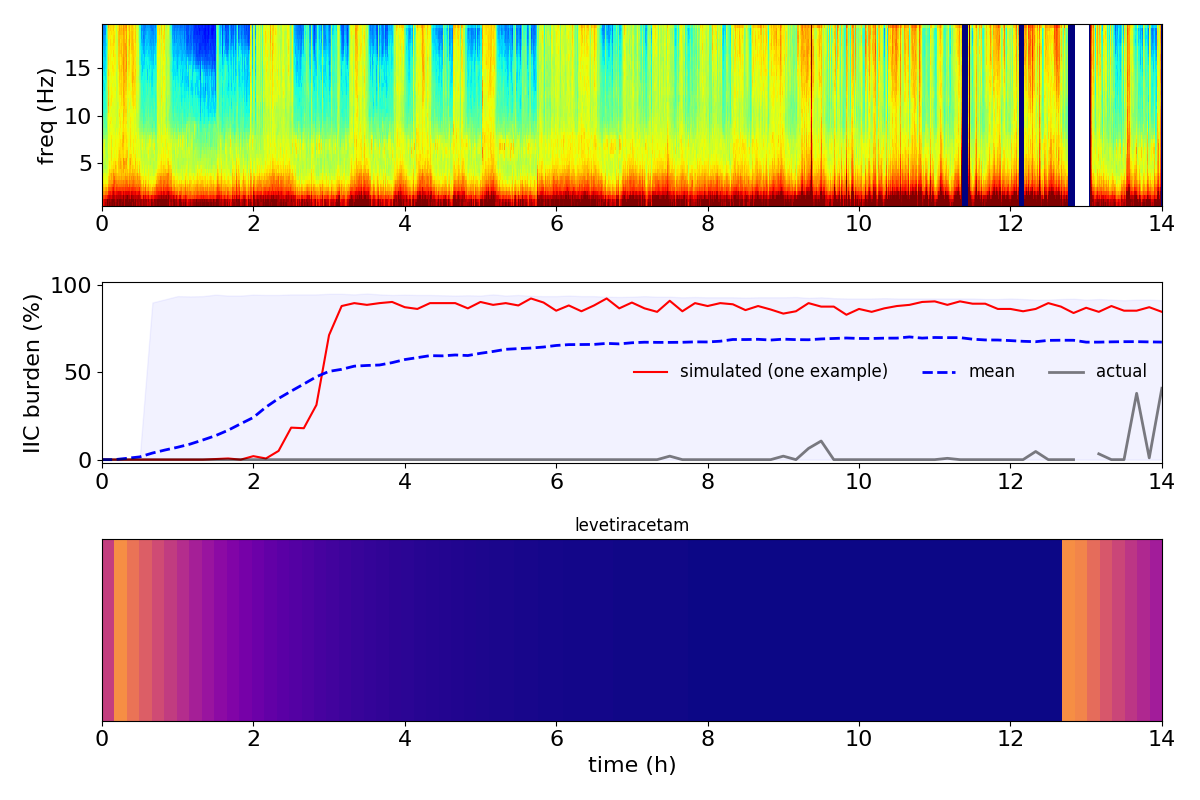 freq (Hz)
15
10
5
0 2 4 6 8 10 12 14
IIC burden (%)
100
50
0
simulated (one example) mean actual
0 2 4 6 8 10 12 14
levetiracetam
0 2 4 6 8 10 12 14
time (h)